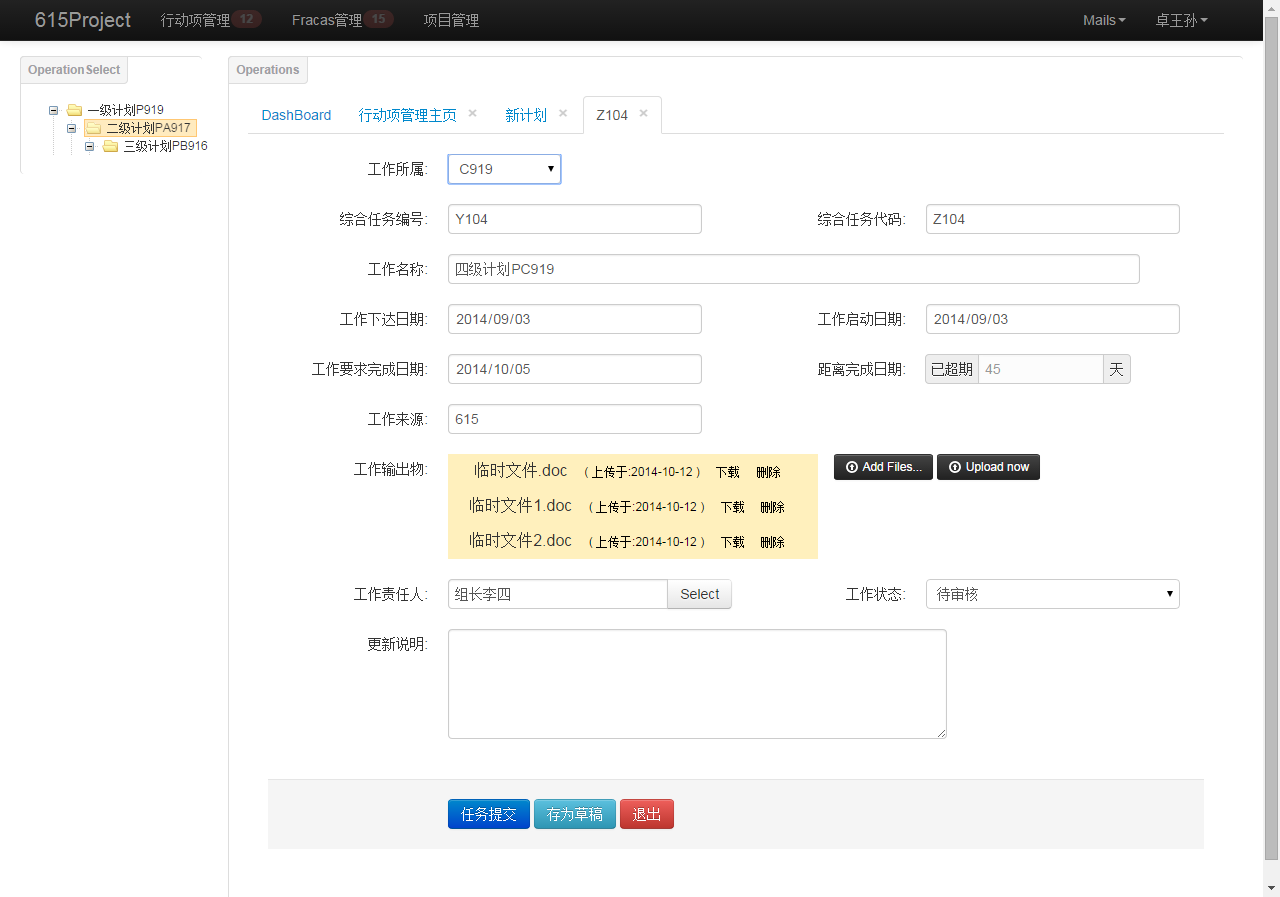 615Project 行动项管理 12 Fracas管理 15 项目管理 Mails 卓王孙
OperationSelect
一级计划P919
二级计划PA917
三级计划PB916
Operations
DashBoard 行动项管理主页 × 新计划 × Z104 ×
工作所属: C919
综合任务编号: Y104 综合任务代码: Z104
工作名称: 四级计划PC919
工作下达日期: 2014/09/03 工作启动日期: 2014/09/03
工作要求完成日期: 2014/10/05 距离完成日期: 已超期 45 天
工作来源: 615
工作输出物: 临时文件.doc （上传于:2014-10-12 ） 下载 删除 Add Files... Upload now
临时文件1.doc （上传于:2014-10-12 ） 下载 删除
临时文件2.doc （上传于:2014-10-12 ） 下载 删除
工作责任人: 组长李四 Select 工作状态: 待审核
更新说明:
任务提交 存为草稿 退出